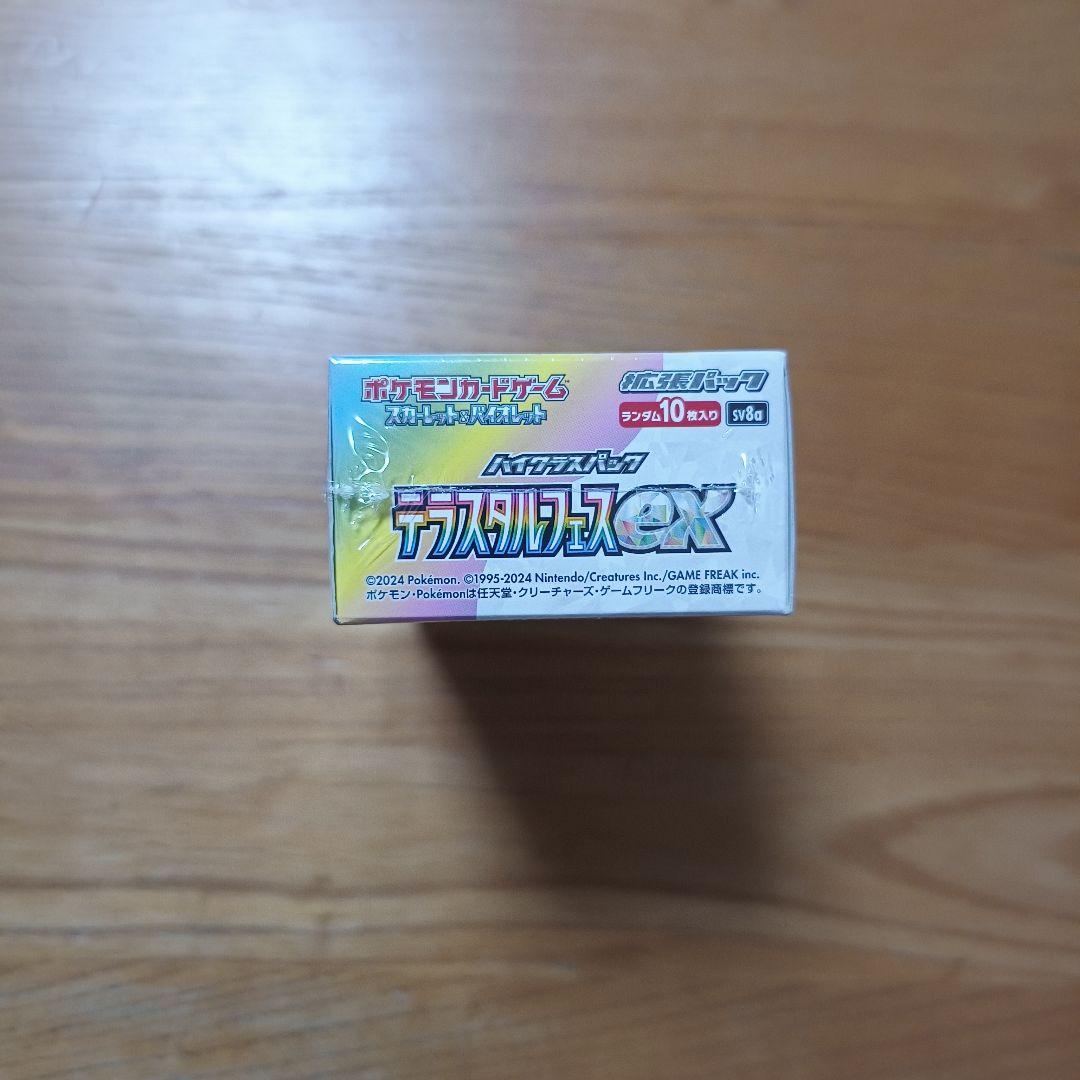 ポケモンカードゲーム™
スカーレット&バイオレット
拡張パック
ランダム10枚入り
SV8a
ハイクラスパック
テラスタルフェスex
©2024 Pokémon. ©1995-2024 Nintendo/Creatures Inc./GAME FREAK inc.
ポケモン・Pokémonは任天堂・クリーチャーズ・ゲームフリークの登録商標です。